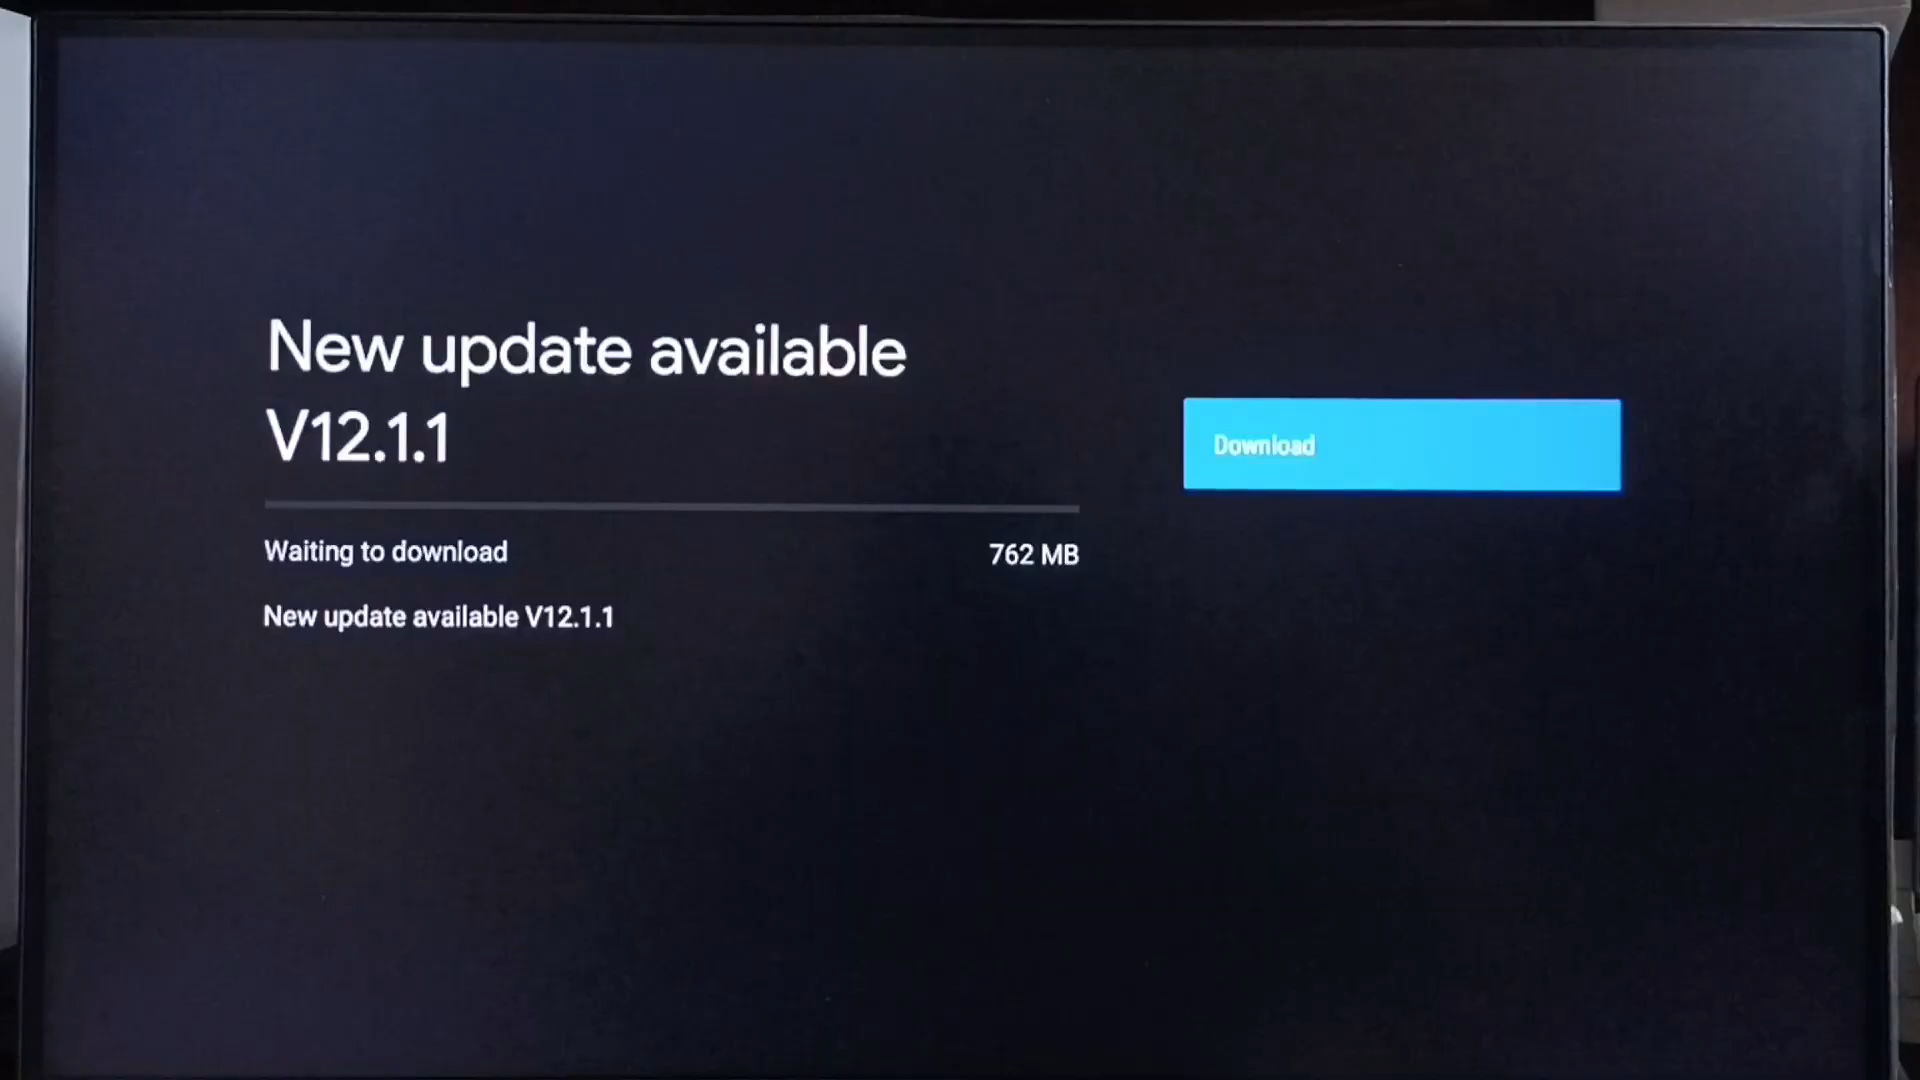 New update available
V12.1.1
Download
Waiting to download 762 MB
New update available V12.1.1